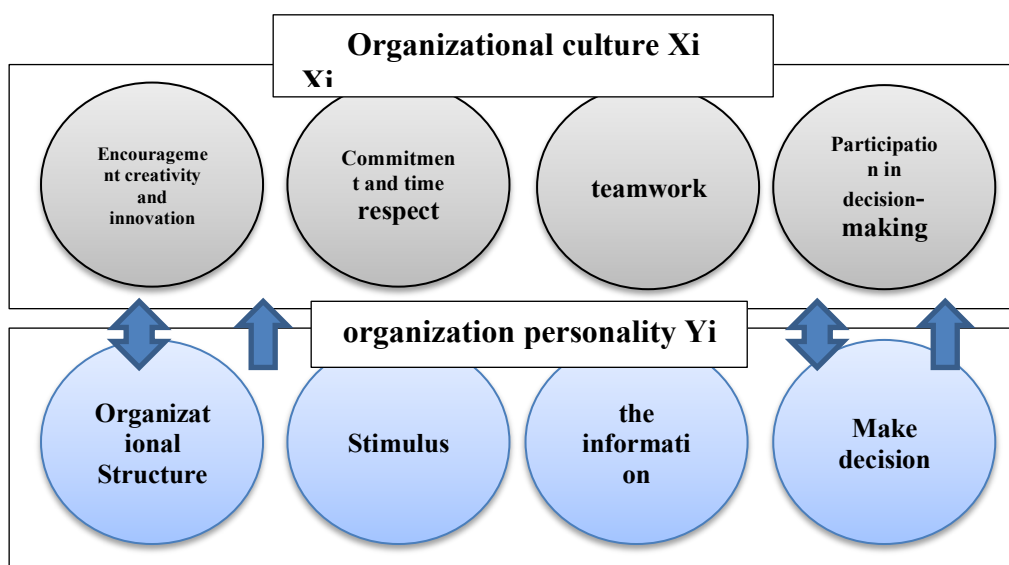 Organizational culture Xi
Xi
Encourageme
nt creativity
and
innovation
Commitmen
t and time
respect
teamwork
Participatio
n in
decision-
making
organization personality Yi
Organizat
ional
Structure
Stimulus
the
informati
on
Make
decision